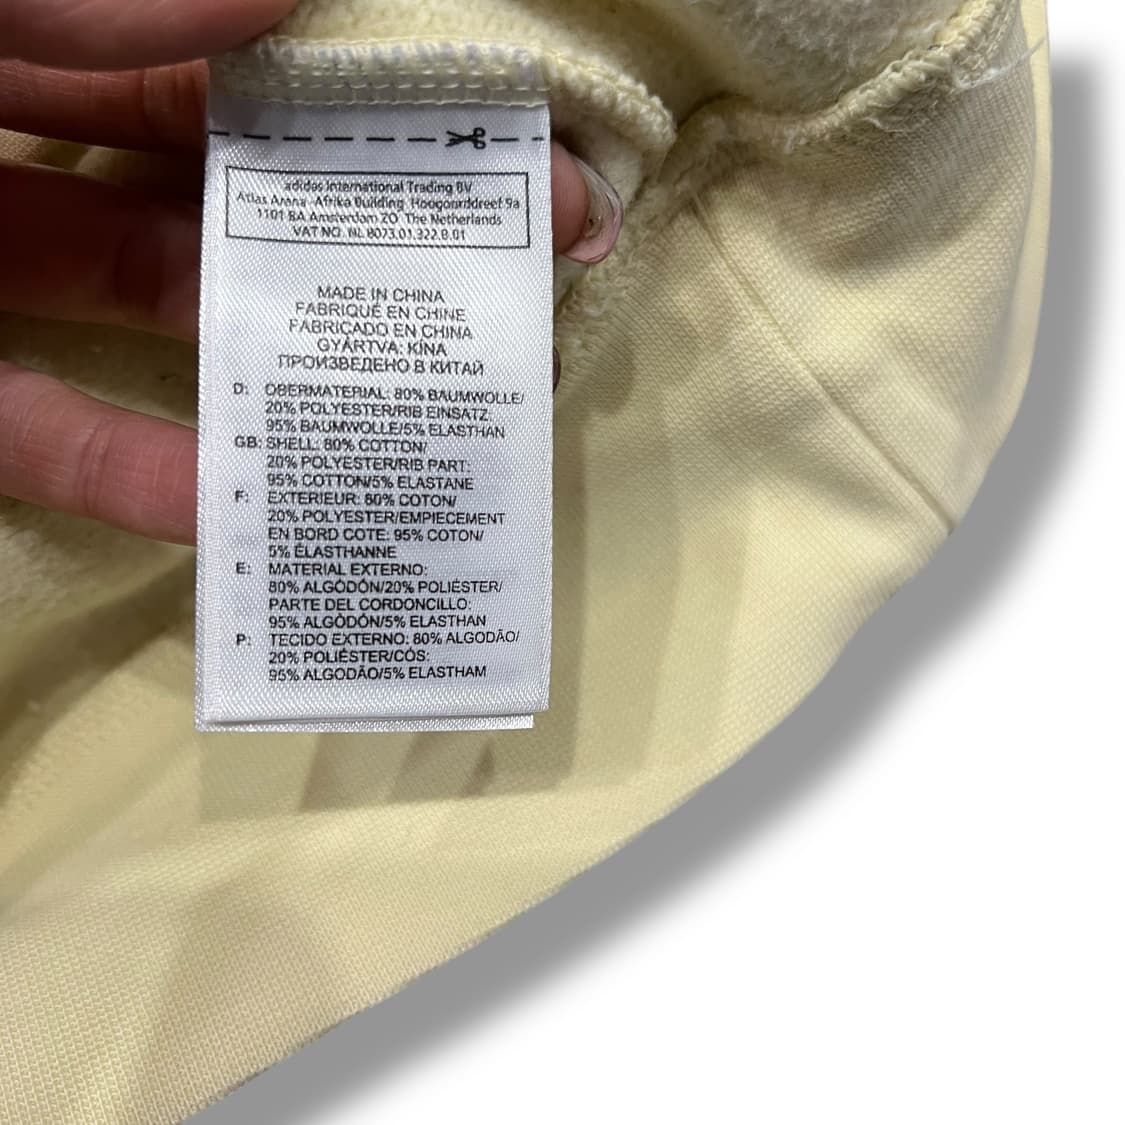 adidas International Trading BV
Atlas Arena Afrika Building Hoogoorddreef 9a
1101 BA Amsterdam ZO The Netherlands
VAT NO. NL 8073.01.322.B.01
MADE IN CHINA
FABRIQUÉ EN CHINE
FABRICADO EN CHINA
GYÁRTVA: KÍNA
ПРОИЗВЕДЕНО В КИТАЙ
D: OBERMATERIAL: 80% BAUMWOLLE/
20% POLYESTER/RIB EINSATZ:
95% BAUMWOLLE/5% ELASTHAN
GB: SHELL: 80% COTTON/
20% POLYESTER/RIB PART:
95% COTTON/5% ELASTANE
F: EXTERIEUR: 80% COTON/
20% POLYESTER/EMPIECEMENT
EN BORD COTE: 95% COTON/
5% ÉLASTHANNE
E: MATERIAL EXTERNO:
80% ALGÓDÓN/20% POLIÉSTER/
PARTE DEL CORDONCILLO:
95% ALGÓDÓN/5% ELASTHAN
P: TECIDO EXTERNO: 80% ALGODÃO/
20% POLIÉSTER/CÓS:
95% ALGODÃO/5% ELASTHAM